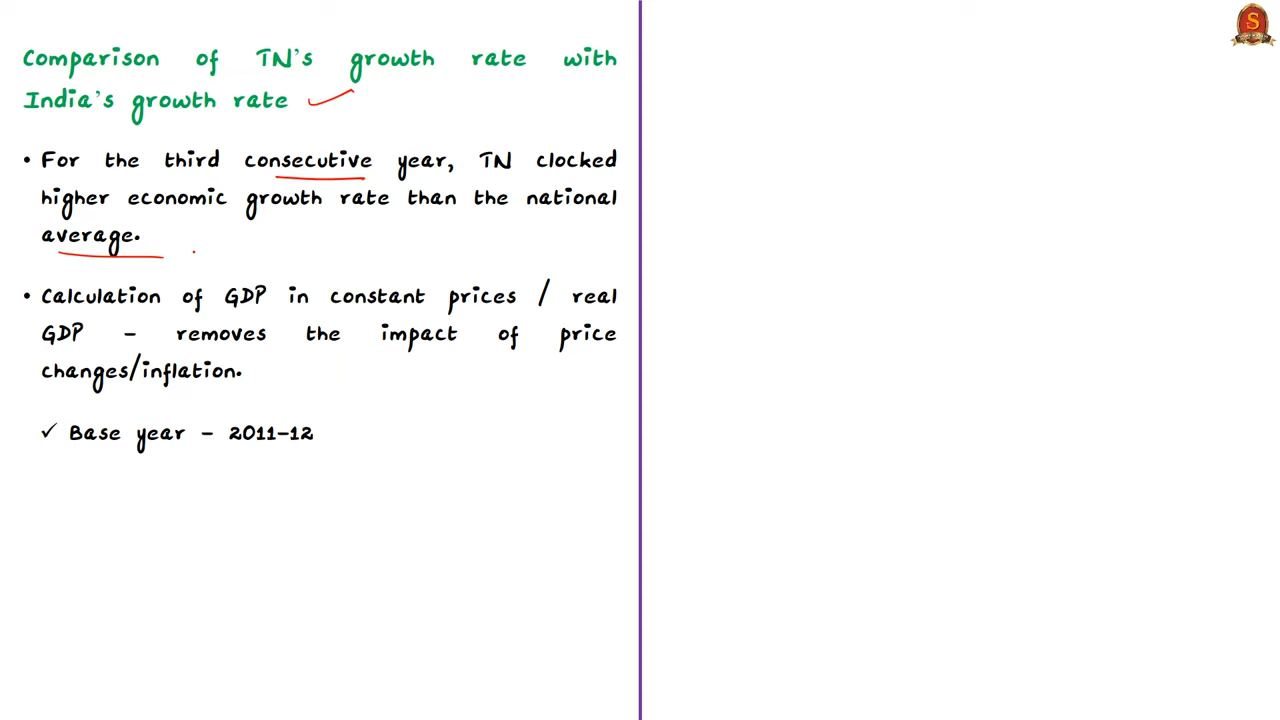 Comparison of TN's growth rate with
India's growth rate
• For the third consecutive year, TN clocked
higher economic growth rate than the national
average.
• Calculation of GDP in constant prices / real
GDP – removes the impact of price
changes/inflation.
✓ Base year – 2011-12
S